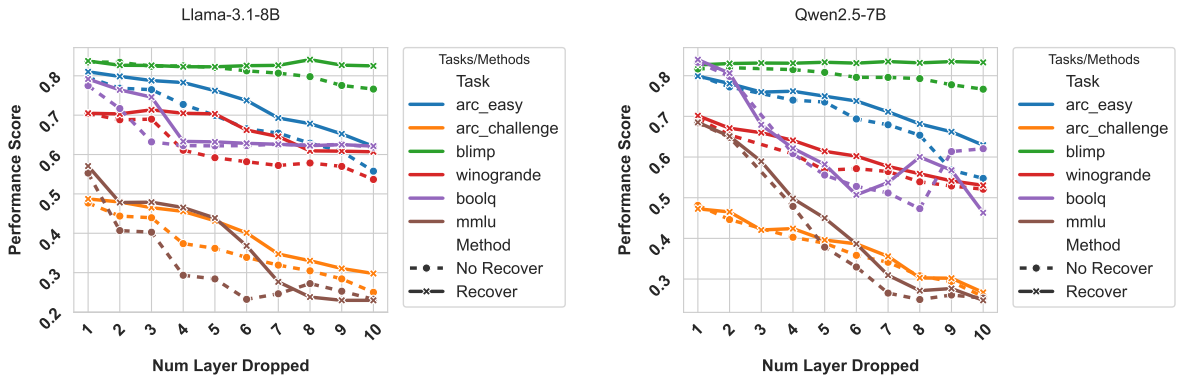 Llama-3.1-8B
Performance Score
0.8
0.7
0.6
0.5
0.4
0.3
0.2
1 2 3 4 5 6 7 8 9 10
Num Layer Dropped
Tasks/Methods
Task
arc_easy
arc_challenge
blimp
winogrande
boolq
mmlu
Method
No Recover
Recover
Qwen2.5-7B
Performance Score
0.8
0.7
0.6
0.5
0.4
0.3
1 2 3 4 5 6 7 8 9 10
Num Layer Dropped
Tasks/Methods
Task
arc_easy
arc_challenge
blimp
winogrande
boolq
mmlu
Method
No Recover
Recover